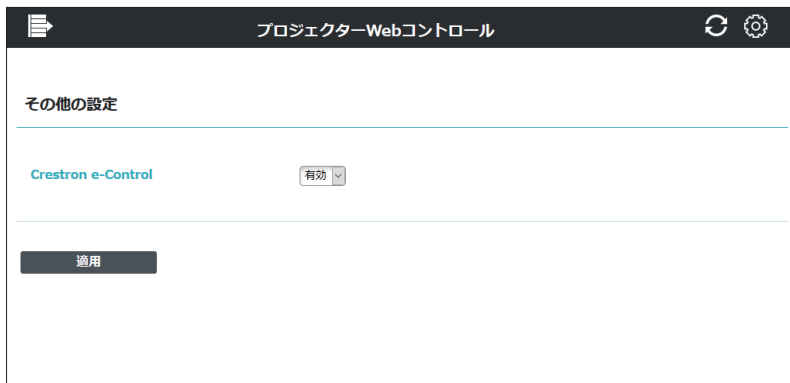 プロジェクターWebコントロール
その他の設定
Crestron e-Control
有効
適用